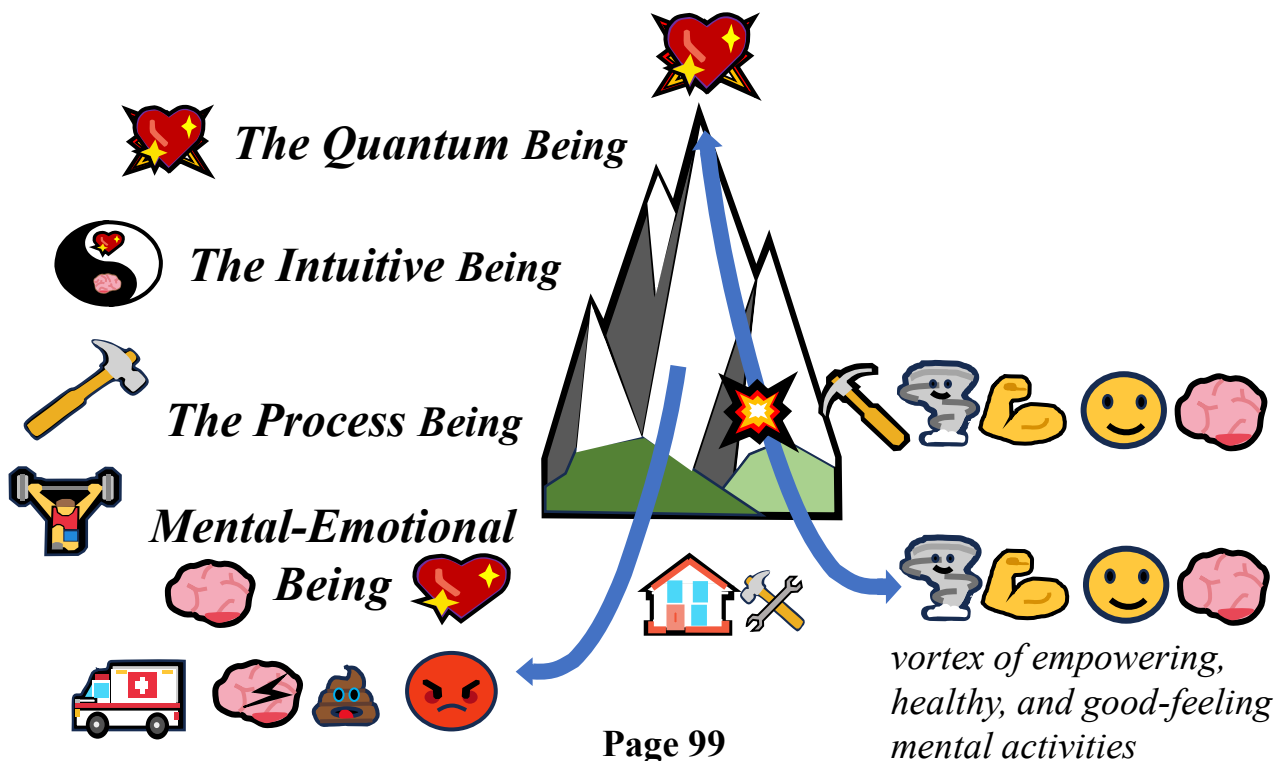 The Quantum Being
The Intuitive Being
The Process Being
Mental-Emotional
Being
vortex of empowering,
healthy, and good-feeling
mental activities
Page 99